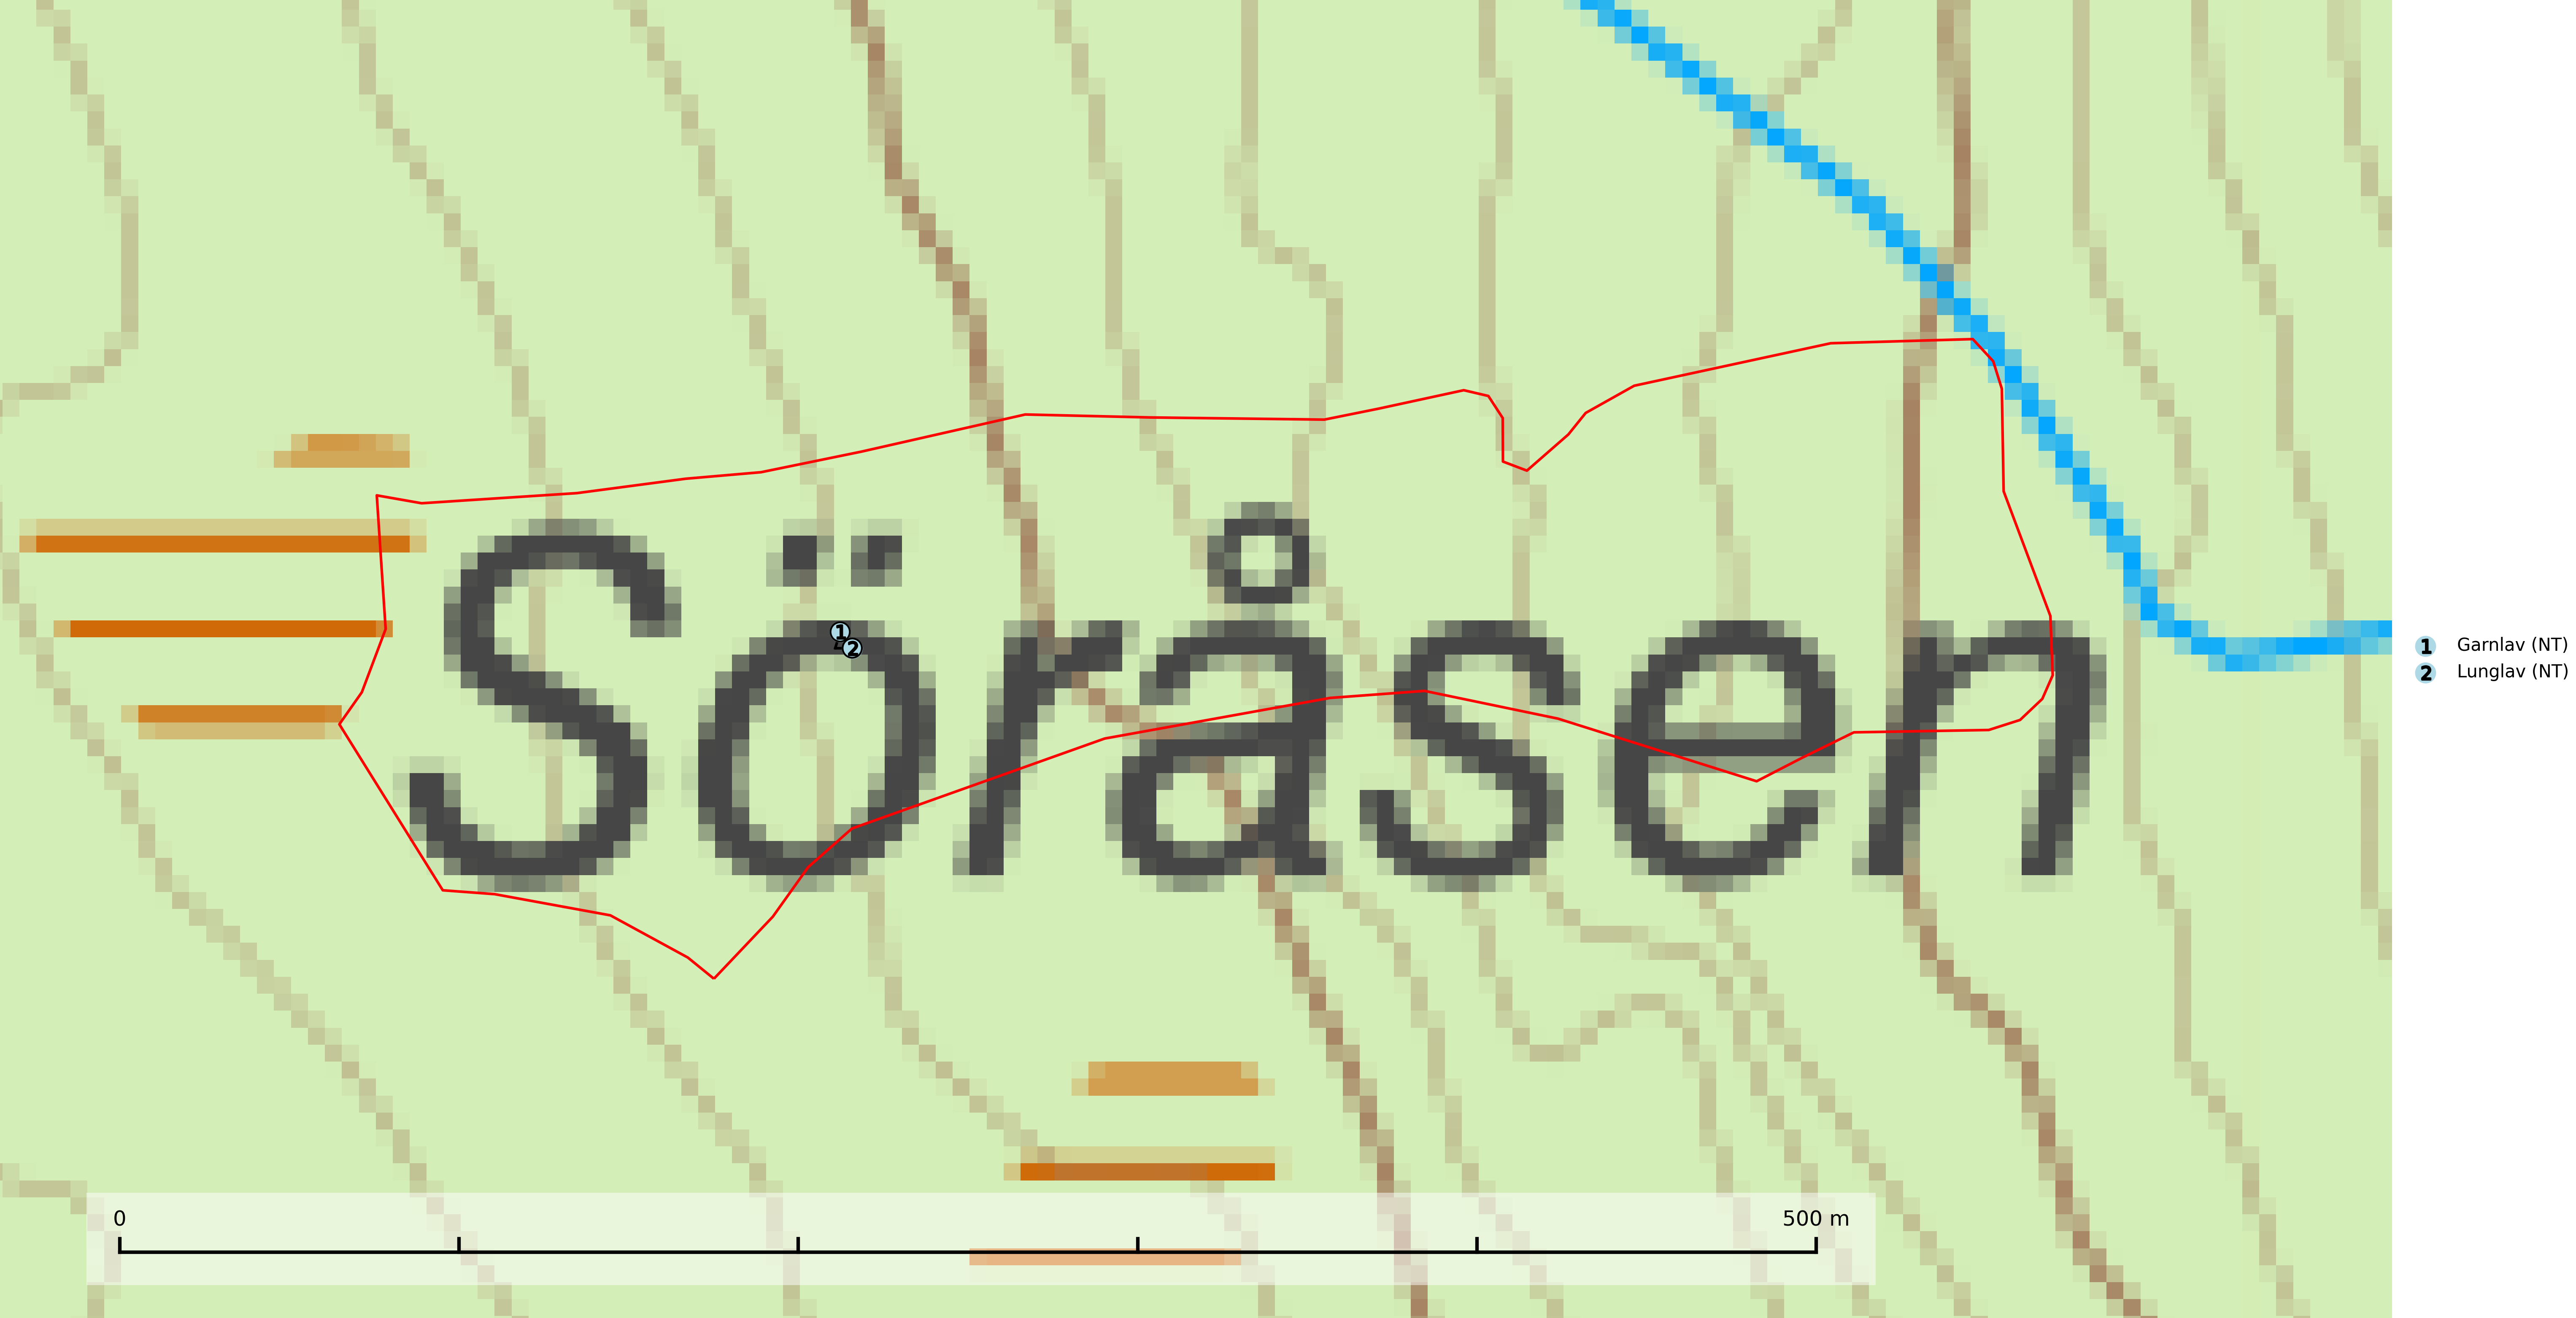 Söråsen
1
2
1 Garnlav (NT)
2 Lunglav (NT)
0 500 m